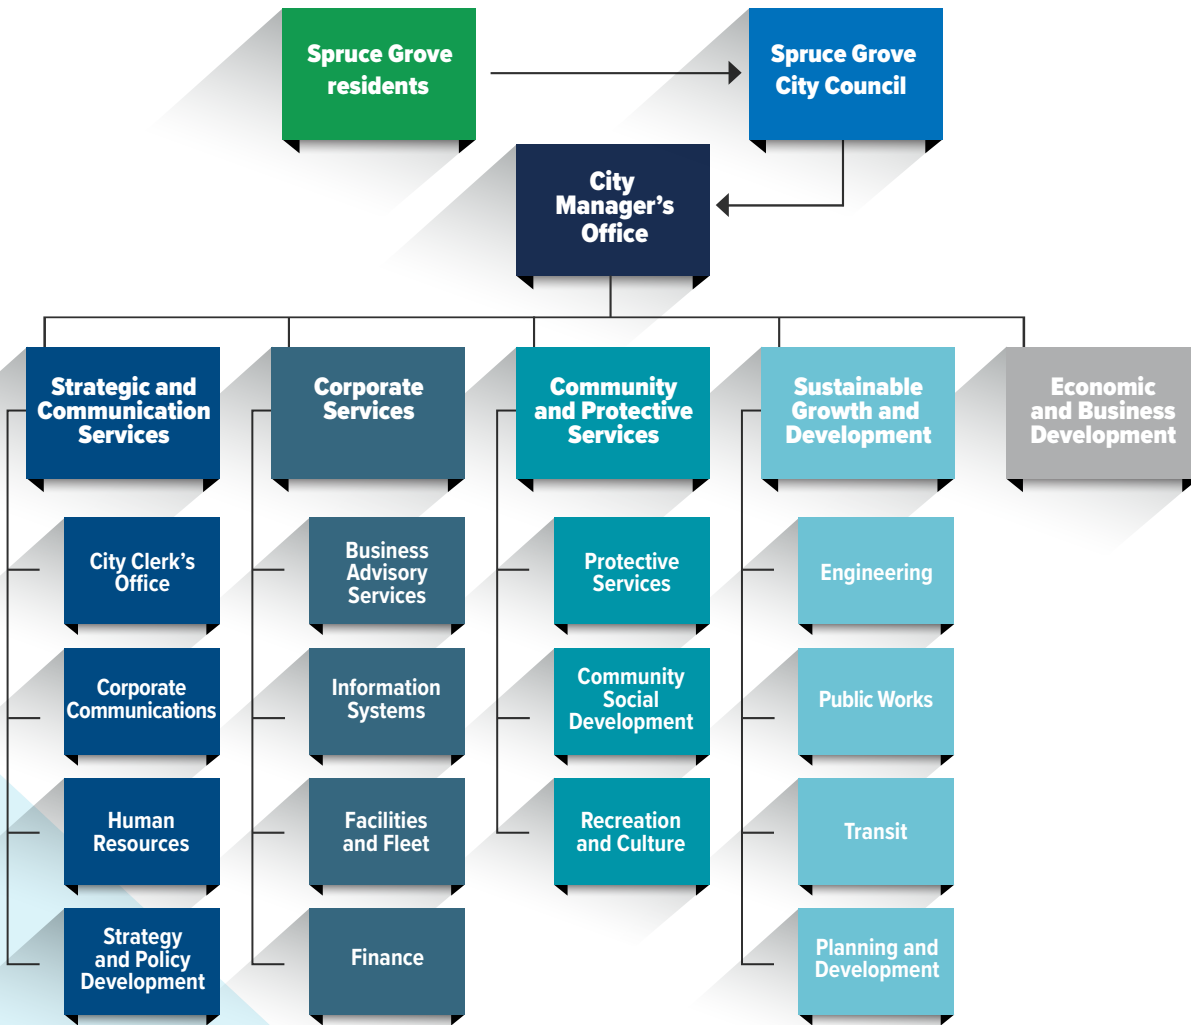 Spruce Grove
residents
Spruce Grove
City Council
City
Manager’s
Office
Strategic and
Communication
Services
Corporate
Services
Community
and Protective
Services
Sustainable
Growth and
Development
Economic
and Business
Development
City Clerk’s
Office
Corporate
Communications
Human
Resources
Strategy
and Policy
Development
Business
Advisory
Services
Information
Systems
Facilities
and Fleet
Finance
Protective
Services
Community
Social
Development
Recreation
and Culture
Engineering
Public Works
Transit
Planning and
Development